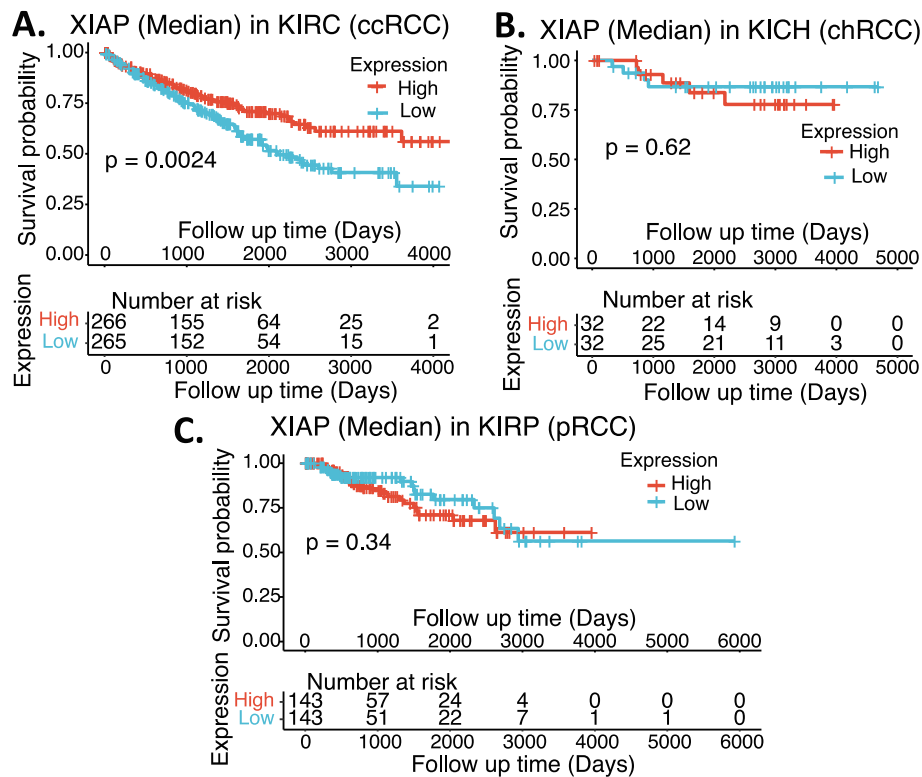 A. XIAP (Median) in KIRC (ccRCC)
Survival probability
1.00
0.75
0.50
0.25
0.00
Expression
High
Low
p = 0.0024
Follow up time (Days)
0 1000 2000 3000 4000
Expression
Number at risk
High 266 155 64 25 2
Low 265 152 54 15 1
0 1000 2000 3000 4000
Follow up time (Days)
B. XIAP (Median) in KICH (chRCC)
Survival probability
1.00
0.75
0.50
0.25
0.00
Expression
High
Low
p = 0.62
Follow up time (Days)
0 1000 2000 3000 4000 5000
Expression
Number at risk
High 32 22 14 9 0 0
Low 32 25 21 11 3 0
0 1000 2000 3000 4000 5000
Follow up time (Days)
C. XIAP (Median) in KIRP (pRCC)
Survival probability
1.00
0.75
0.50
0.25
0.00
Expression
High
Low
p = 0.34
Follow up time (Days)
0 1000 2000 3000 4000 5000 6000
Expression
Number at risk
High 143 57 24 4 0 0 0
Low 143 51 22 7 1 1 0
0 1000 2000 3000 4000 5000 6000
Follow up time (Days)